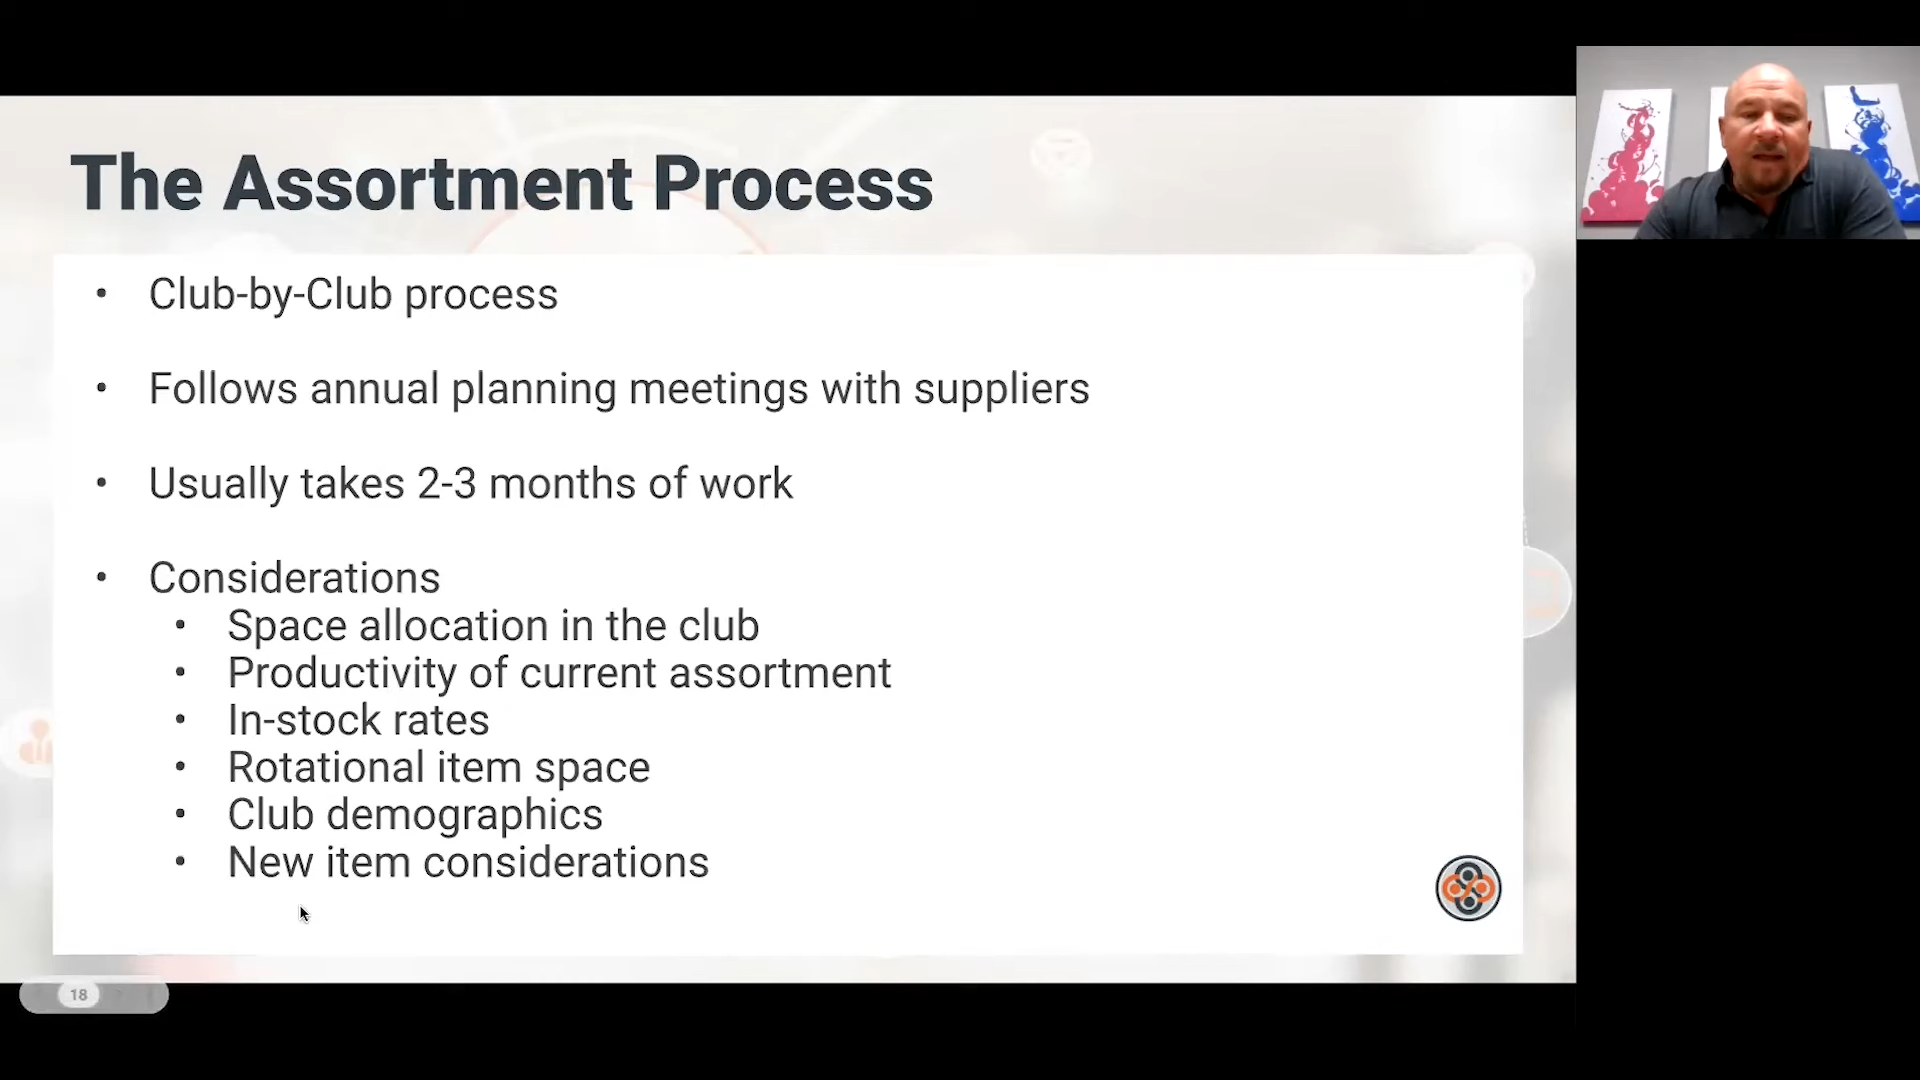 The Assortment Process
• Club-by-Club process
• Follows annual planning meetings with suppliers
• Usually takes 2-3 months of work
• Considerations
• Space allocation in the club
• Productivity of current assortment
• In-stock rates
• Rotational item space
• Club demographics
• New item considerations
18